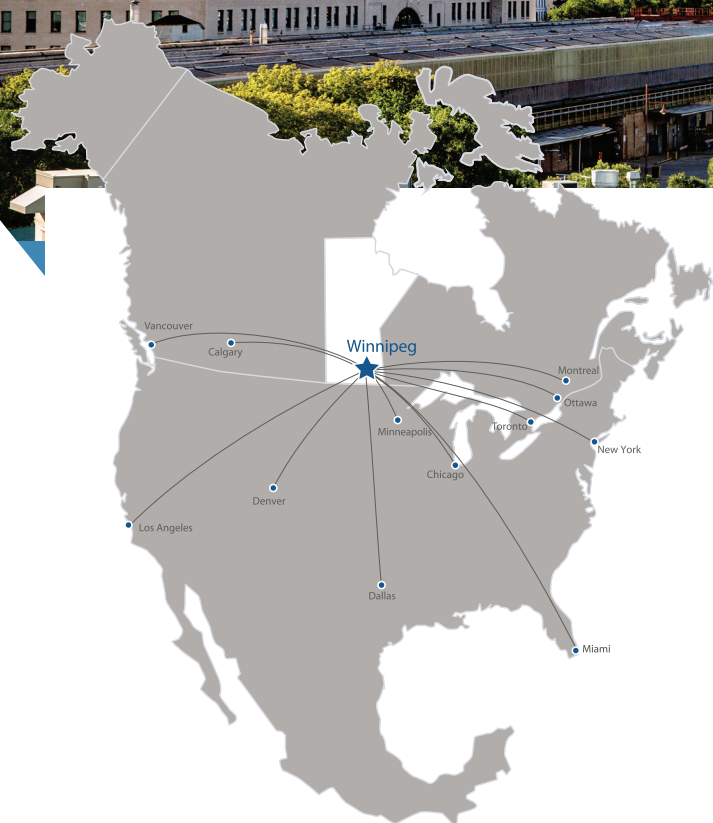 Vancouver
Calgary
Winnipeg
Montreal
Ottawa
Toronto
Minneapolis
New York
Chicago
Denver
Los Angeles
Dallas
Miami